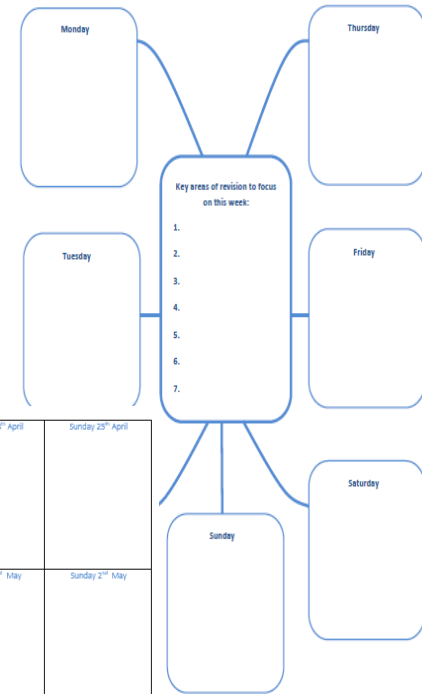 Monday
Thursday
Key areas of revision to focus
on this week:
1.
2.
3.
4.
5.
6.
7.
Tuesday
Friday
April
Sunday 25th April
Saturday
Sunday
May
Sunday 2nd May